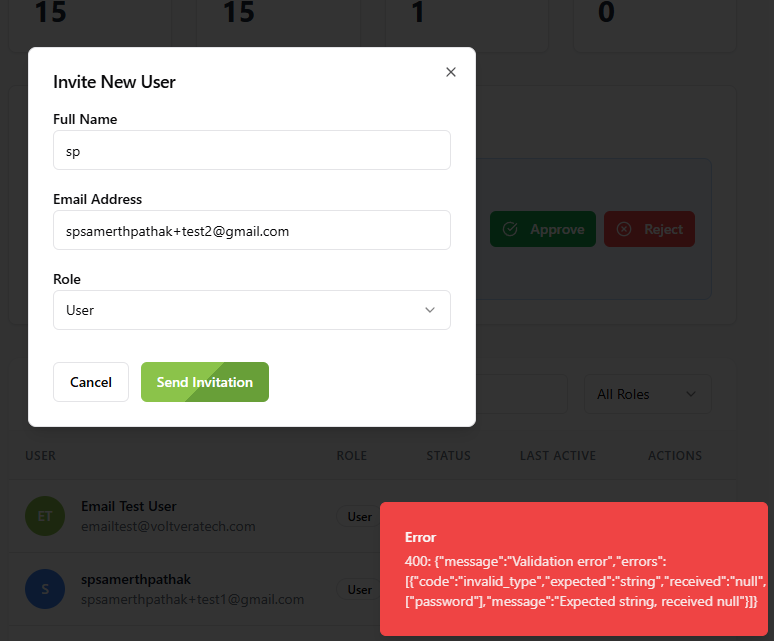 15
15
1
0
Invite New User
Full Name
sp
Email Address
spsamerthpathak+test2@gmail.com
Role
User
Cancel
Send Invitation
Approve
Reject
All Roles
USER
ROLE
STATUS
LAST ACTIVE
ACTIONS
ET
Email Test User
emailtest@voltveratech.com
User
S
spsamerthpathak
spsamerthpathak+test1@gmail.com
User
Error
400: {"message":"Validation error","errors":
[{"code":"invalid_type","expected":"string","received":"null",
["password"],"message":"Expected string, received null"}]}